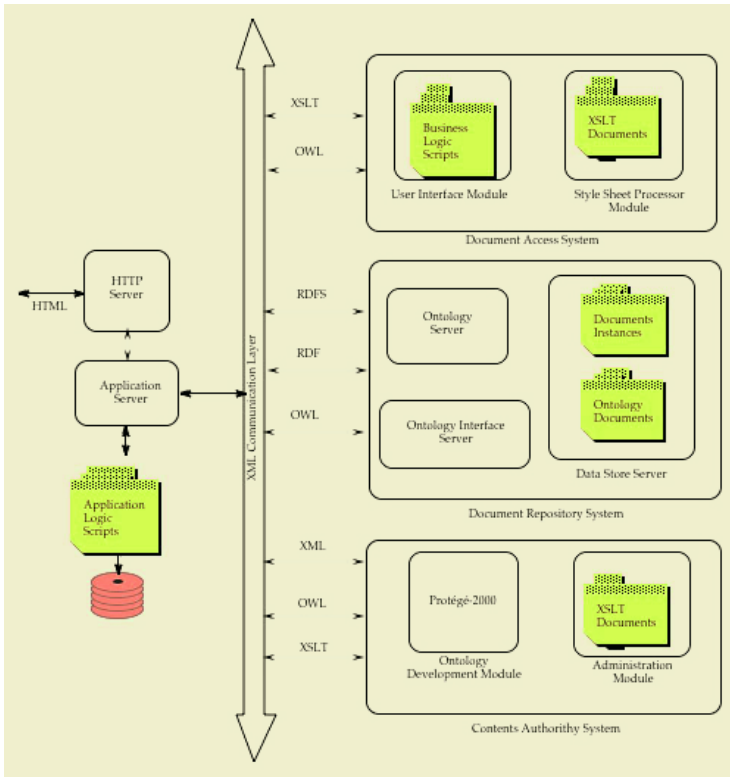 XSLT
OWL
Business
Logic
Scripts
User Interface Module
XSLT
Documents
Style Sheet Processor
Module
Document Access System
HTML
HTTP
Server
Application
Server
Application
Logic
Scripts
XML Communication Layer
RDFS
RDF
OWL
Ontology
Server
Ontology Interface
Server
Documents
Instances
Ontology
Documents
Data Store Server
Document Repository System
XML
OWL
XSLT
Protégé-2000
Ontology
Development Module
XSLT
Documents
Administration
Module
Contents Authorithy System